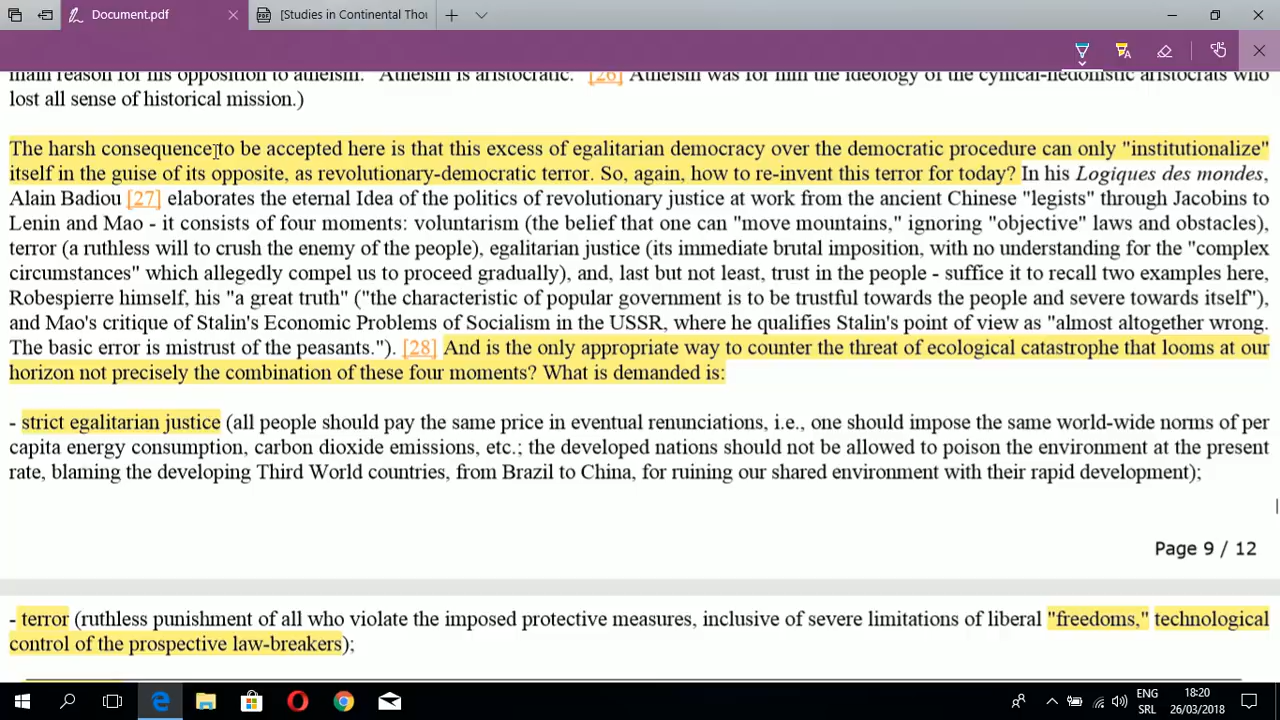 Document.pdf
[Studies in Continental Thou
main reason for his opposition to atheism. "Atheism is aristocratic." [26] Atheism was for him the ideology of the cynical-hedonistic aristocrats who
lost all sense of historical mission.)
The harsh consequence to be accepted here is that this excess of egalitarian democracy over the democratic procedure can only "institutionalize"
itself in the guise of its opposite, as revolutionary-democratic terror. So, again, how to re-invent this terror for today? In his Logiques des mondes,
Alain Badiou [27] elaborates the eternal Idea of the politics of revolutionary justice at work from the ancient Chinese "legists" through Jacobins to
Lenin and Mao - it consists of four moments: voluntarism (the belief that one can "move mountains," ignoring "objective" laws and obstacles),
terror (a ruthless will to crush the enemy of the people), egalitarian justice (its immediate brutal imposition, with no understanding for the "complex
circumstances" which allegedly compel us to proceed gradually), and, last but not least, trust in the people - suffice it to recall two examples here,
Robespierre himself, his "a great truth" ("the characteristic of popular government is to be trustful towards the people and severe towards itself"),
and Mao's critique of Stalin's Economic Problems of Socialism in the USSR, where he qualifies Stalin's point of view as "almost altogether wrong.
The basic error is mistrust of the peasants."). [28] And is the only appropriate way to counter the threat of ecological catastrophe that looms at our
horizon not precisely the combination of these four moments? What is demanded is:
- strict egalitarian justice (all people should pay the same price in eventual renunciations, i.e., one should impose the same world-wide norms of per
capita energy consumption, carbon dioxide emissions, etc.; the developed nations should not be allowed to poison the environment at the present
rate, blaming the developing Third World countries, from Brazil to China, for ruining our shared environment with their rapid development);
Page 9 / 12
- terror (ruthless punishment of all who violate the imposed protective measures, inclusive of severe limitations of liberal "freedoms," technological
control of the prospective law-breakers);
ENG
SRL
18:20
26/03/2018